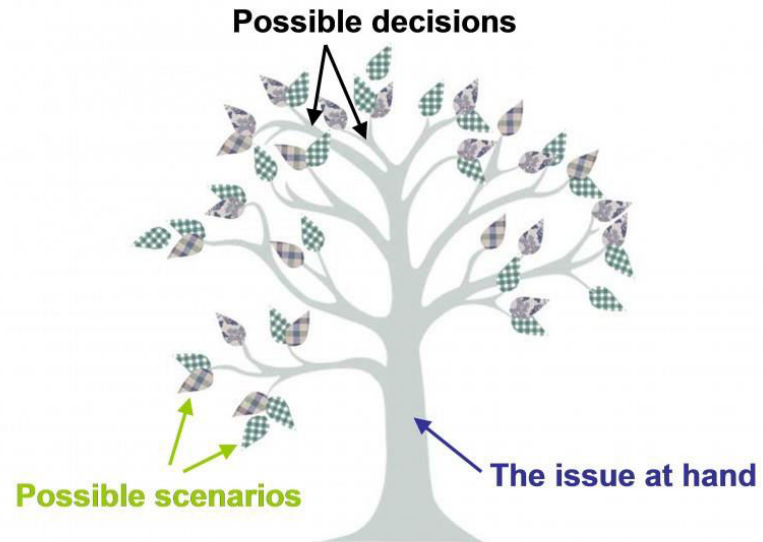 Possible decisions
The issue at hand
Possible scenarios